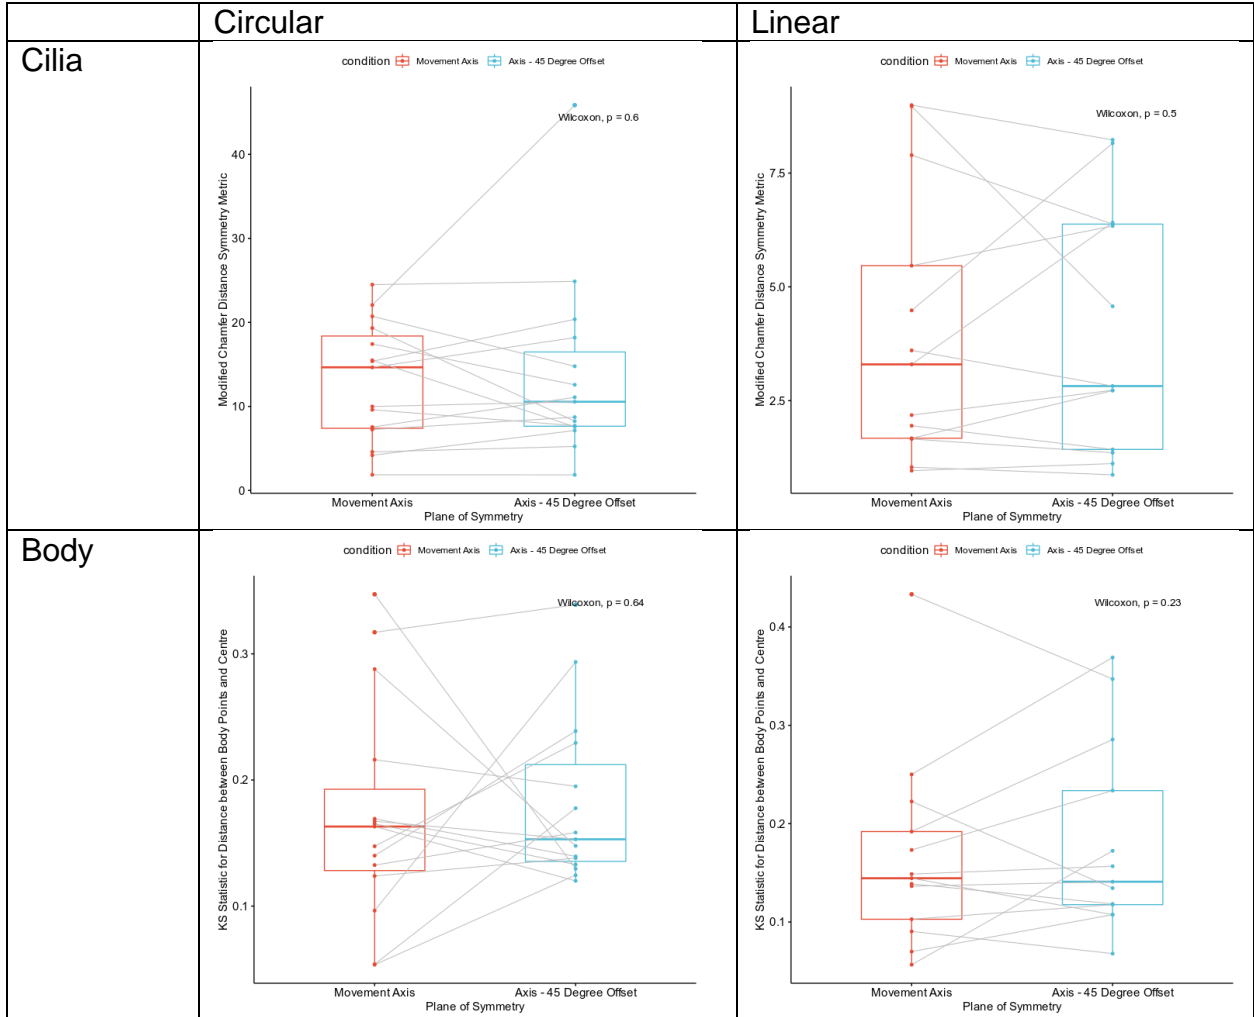 Circular
Linear
Cilia
condition Movement Axis Axis - 45 Degree Offset
Wilcoxon, p = 0.6
Modified Chamfer Distance Symmetry Metric
40
30
20
10
0
Movement Axis Axis - 45 Degree Offset
Plane of Symmetry
condition Movement Axis Axis - 45 Degree Offset
Wilcoxon, p = 0.5
Modified Chamfer Distance Symmetry Metric
7.5
5.0
2.5
Movement Axis Axis - 45 Degree Offset
Plane of Symmetry
Body
condition Movement Axis Axis - 45 Degree Offset
Wilcoxon, p = 0.64
KS Statistic for Distance between Body Points and Centre
0.3
0.2
0.1
Movement Axis Axis - 45 Degree Offset
Plane of Symmetry
condition Movement Axis Axis - 45 Degree Offset
Wilcoxon, p = 0.23
KS Statistic for Distance between Body Points and Centre
0.4
0.3
0.2
0.1
Movement Axis Axis - 45 Degree Offset
Plane of Symmetry